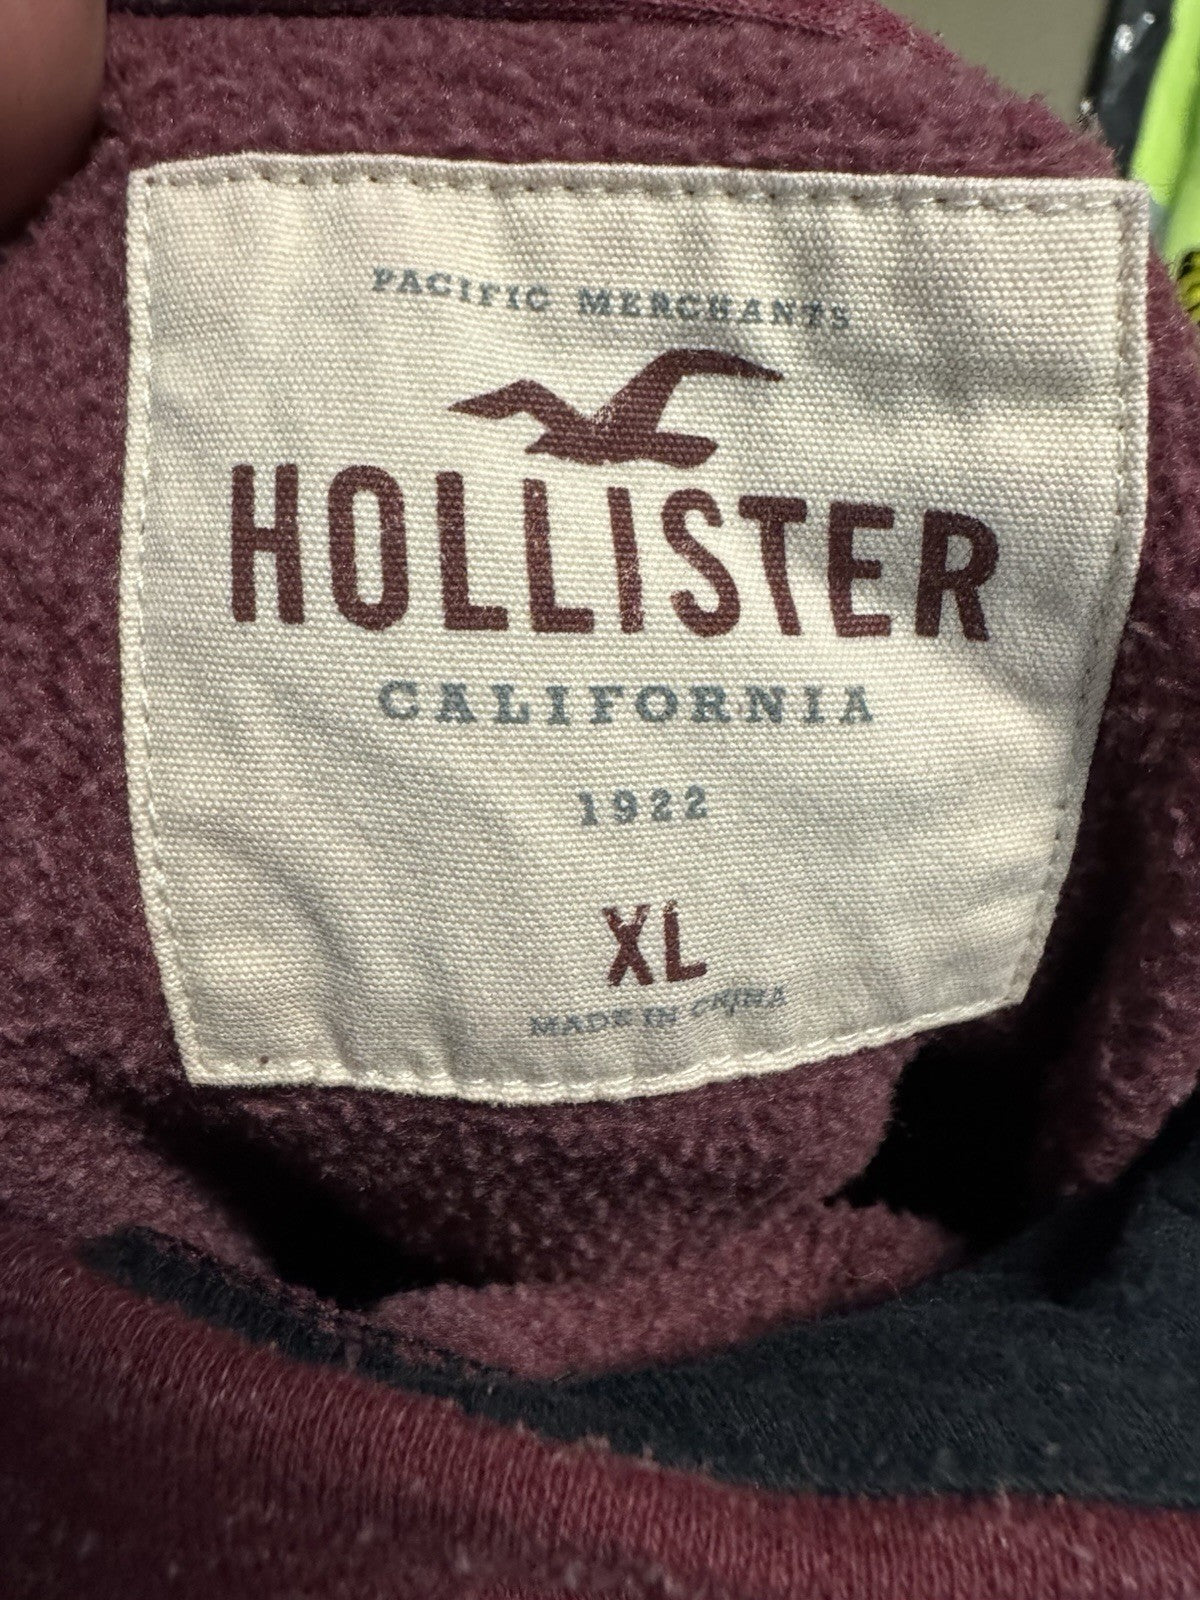 PACIFIC MERCHANTS
HOLLISTER
CALIFORNIA
1922
XL
MADE IN CHINA